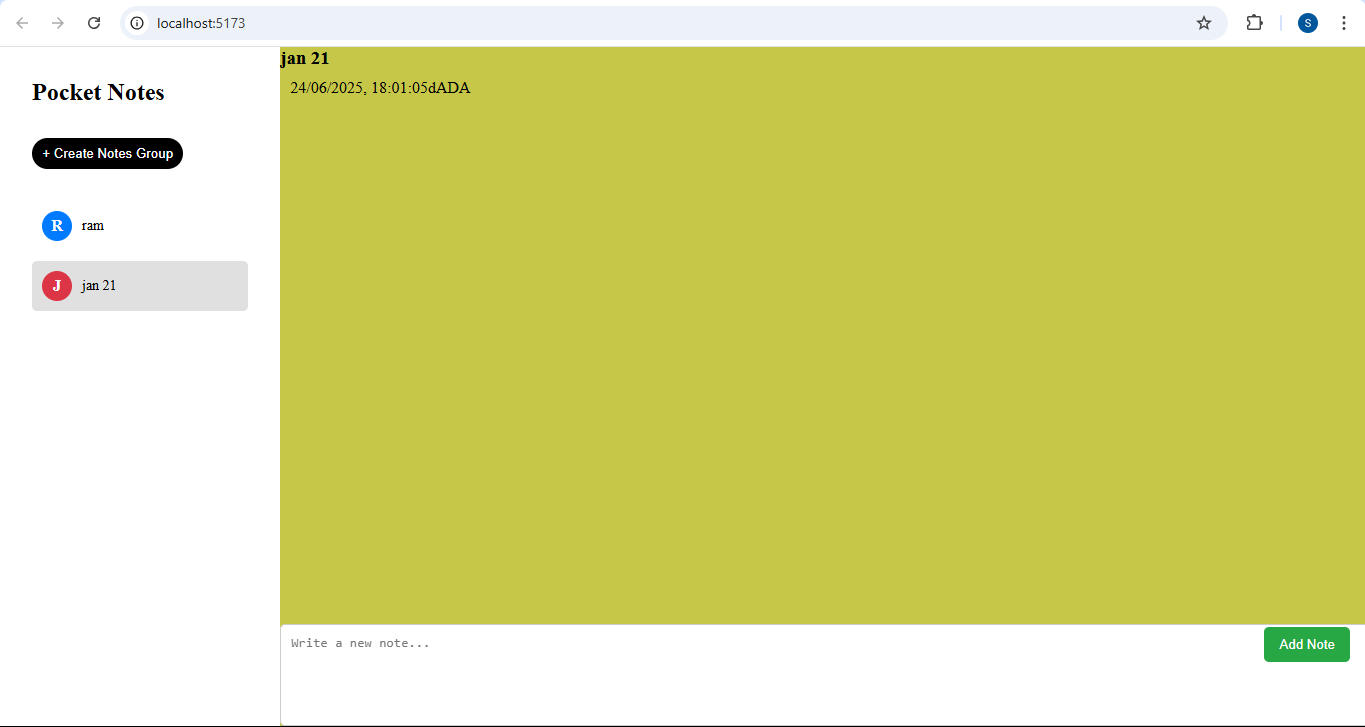 localhost:5173
S
Pocket Notes
+ Create Notes Group
R ram
J jan 21
jan 21
24/06/2025, 18:01:05dADA
Write a new note...
Add Note